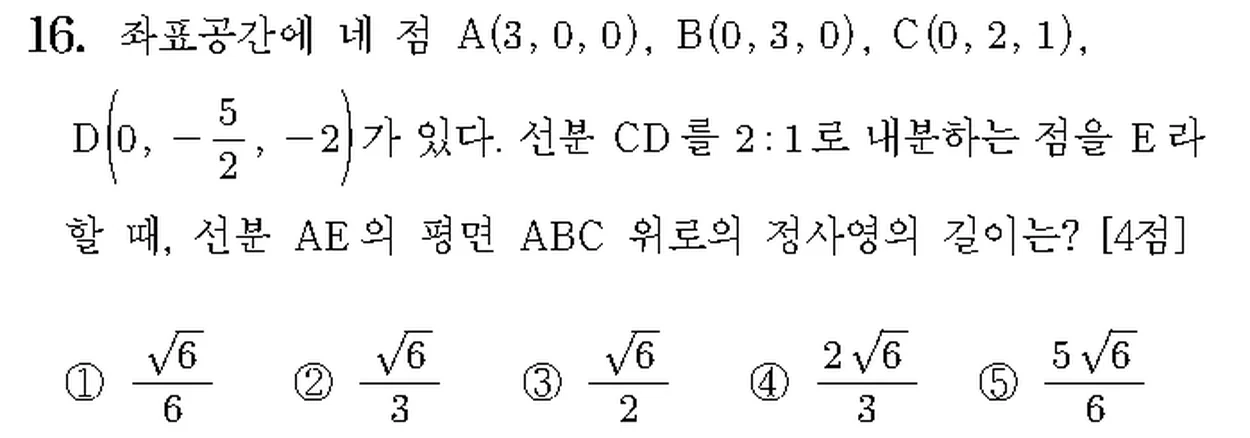 16. 좌표공간에 네 점 A(3, 0, 0), B(0, 3, 0), C(0, 2, 1),
D(0, -5/2, -2)가 있다. 선분 CD를 2:1로 내분하는 점을 E라
할 때, 선분 AE의 평면 ABC 위로의 정사영의 길이는? [4점]
① √6/6 ② √6/3 ③ √6/2 ④ 2√6/3 ⑤ 5√6/6